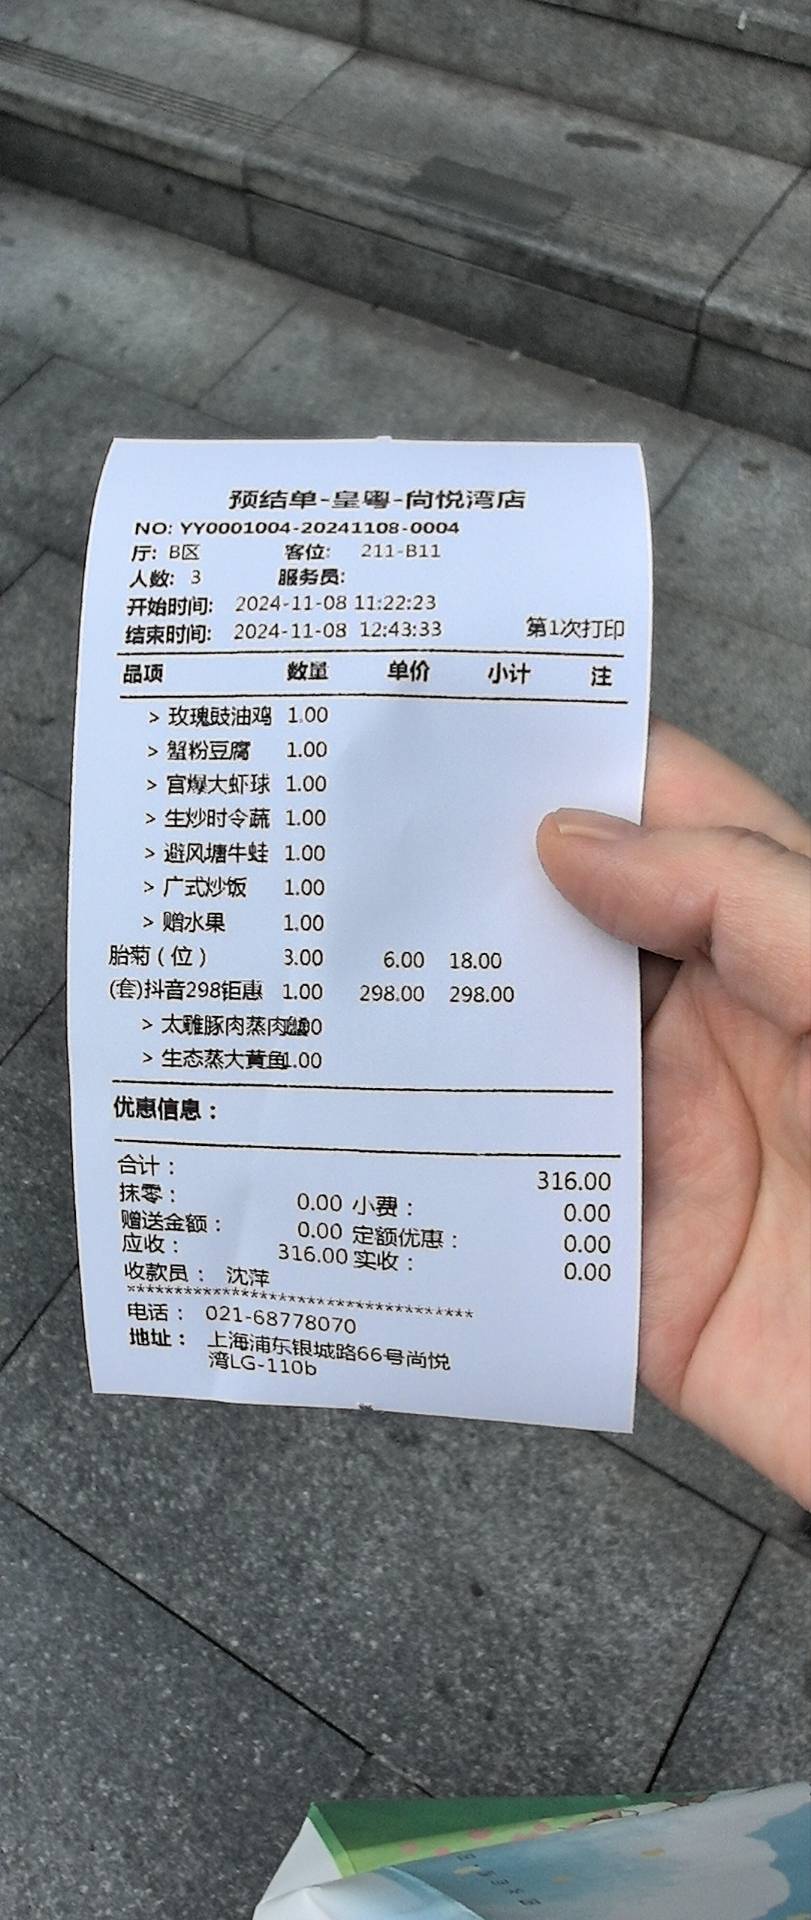 预结单-皇粤-尚悦湾店
NO: YY0001004-20241108-0004
厅: B区 客位: 211-B11
人数: 3 服务员:
开始时间: 2024-11-08 11:22:23
结束时间: 2024-11-08 12:43:33 第1次打印
品项 数量 单价 小计 注
> 玫瑰豉油鸡 1.00
> 蟹粉豆腐 1.00
> 宫爆大虾球 1.00
> 生炒时令蔬 1.00
> 避风塘牛蛙 1.00
> 广式炒饭 1.00
> 赠水果 1.00
胎菊（位） 3.00 6.00 18.00
(套)抖音298钜惠 1.00 298.00 298.00
> 太雕豚肉蒸肉
> 生态蒸大黄鱼1.00
优惠信息：
合计： 316.00
抹零： 0.00 小费： 0.00
赠送金额： 0.00 定额优惠： 0.00
应收： 316.00 实收： 0.00
收款员： 沈萍
************************************
电话： 021-68778070
地址： 上海浦东银城路66号尚悦
湾LG-110b